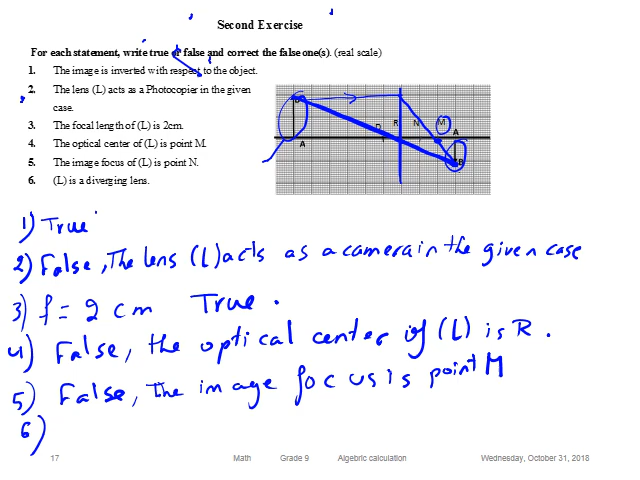 Second Exercise
For each statement, write true or false and correct the false one(s). (real scale)
1. The image is inverted with respect to the object.
2. The lens (L) acts as a Photocopier in the given
case.
3. The focal length of (L) is 2cm.
4. The optical center of (L) is point M.
5. The image focus of (L) is point N.
6. (L) is a diverging lens.
B
A
R
N
M
A
B
1) True
2) False, The lens (L) acts as a camera in the given case
3) f = 2 cm True.
4) False, the optical center of (L) is R.
5) False, The image focus is point M
6)
17 Math Grade 9 Algebric calculation Wednesday, October 31, 2018